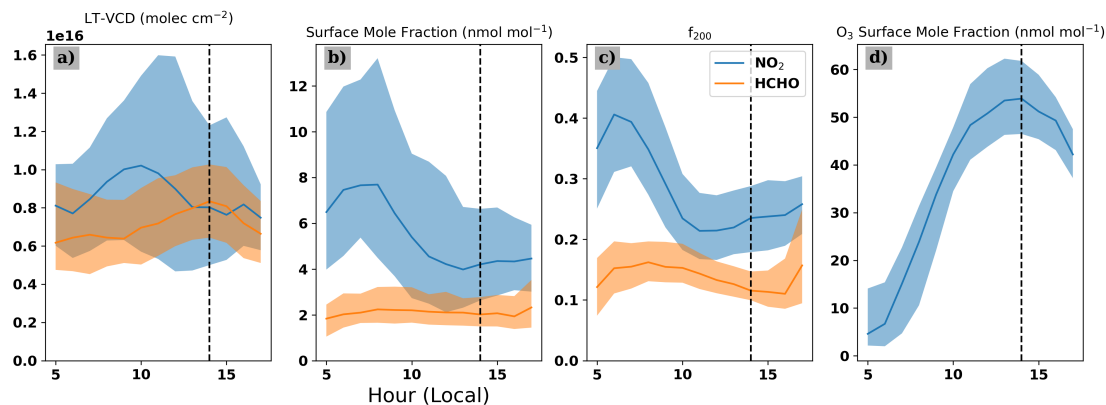 LT-VCD (molec cm⁻²)
1e16
a)
1.6
1.4
1.2
1.0
0.8
0.6
0.4
0.2
0.0
5 10 15
Surface Mole Fraction (nmol mol⁻¹)
b)
12
10
8
6
4
2
0
5 10 15
Hour (Local)
f₂₀₀
c)
NO₂
HCHO
0.5
0.4
0.3
0.2
0.1
0.0
5 10 15
O₃ Surface Mole Fraction (nmol mol⁻¹)
d)
60
50
40
30
20
10
0
5 10 15